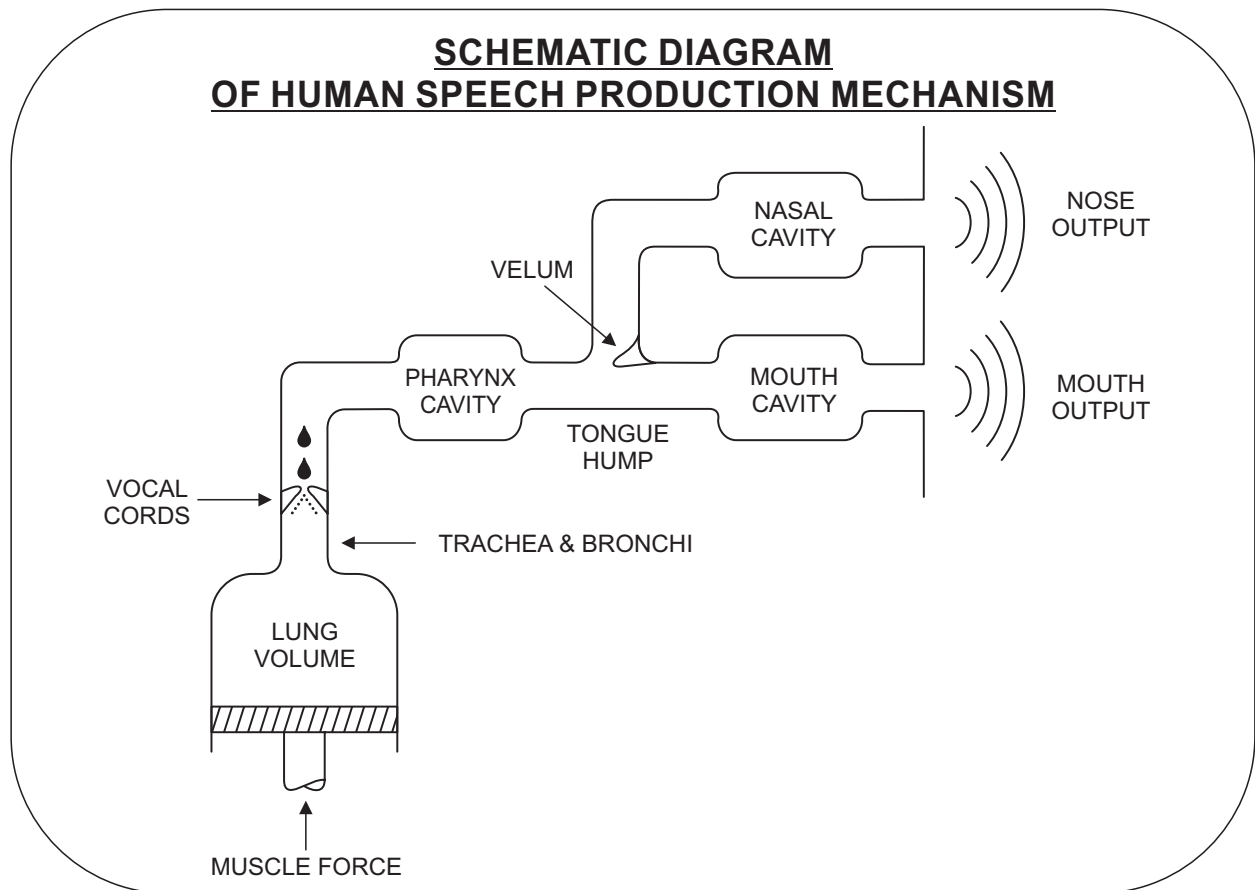 SCHEMATIC DIAGRAM
OF HUMAN SPEECH PRODUCTION MECHANISM
NASAL
CAVITY
NOSE
OUTPUT
VELUM
PHARYNX
CAVITY
MOUTH
CAVITY
MOUTH
OUTPUT
TONGUE
HUMP
VOCAL
CORDS
TRACHEA & BRONCHI
LUNG
VOLUME
MUSCLE FORCE